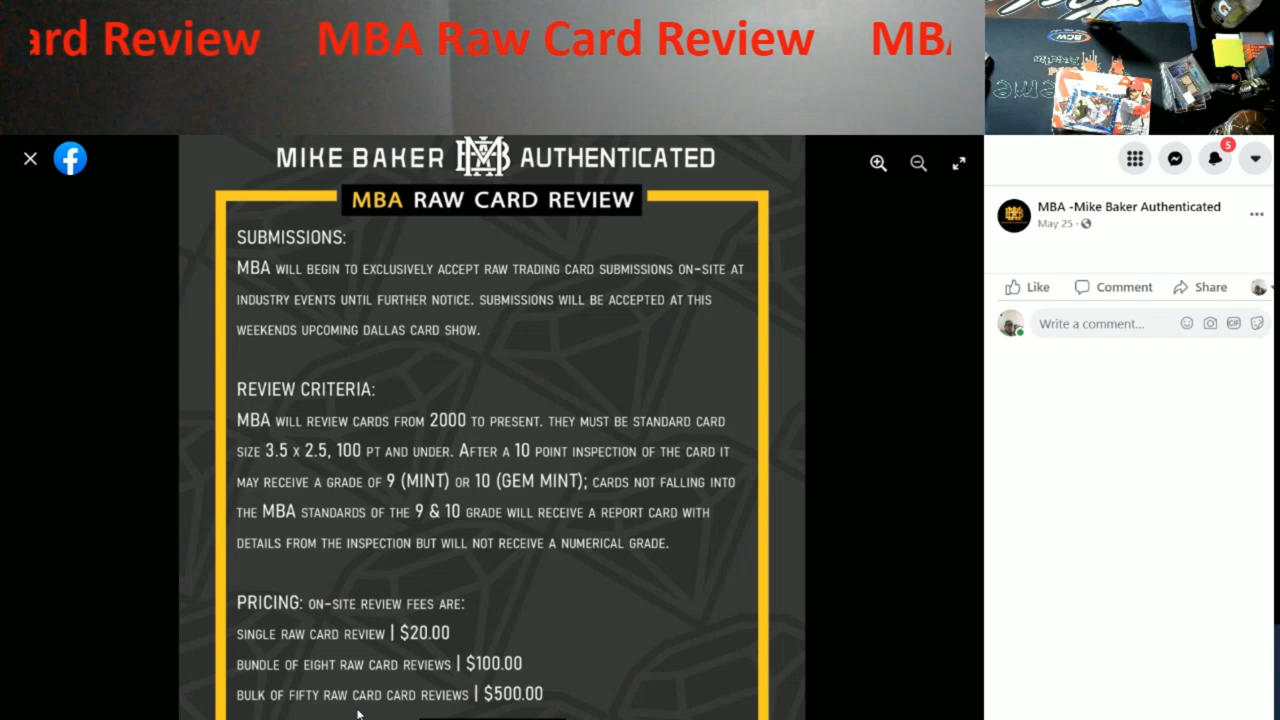 ard Review MBA Raw Card Review MBA
MIKE BAKER MBA AUTHENTICATED
MBA RAW CARD REVIEW
SUBMISSIONS:
MBA WILL BEGIN TO EXCLUSIVELY ACCEPT RAW TRADING CARD SUBMISSIONS ON-SITE AT
INDUSTRY EVENTS UNTIL FURTHER NOTICE. SUBMISSIONS WILL BE ACCEPTED AT THIS
WEEKENDS UPCOMING DALLAS CARD SHOW.
REVIEW CRITERIA:
MBA WILL REVIEW CARDS FROM 2000 TO PRESENT. THEY MUST BE STANDARD CARD
SIZE 3.5 X 2.5, 100 PT AND UNDER. AFTER A 10 POINT INSPECTION OF THE CARD IT
MAY RECEIVE A GRADE OF 9 (MINT) OR 10 (GEM MINT); CARDS NOT FALLING INTO
THE MBA STANDARDS OF THE 9 & 10 GRADE WILL RECEIVE A REPORT CARD WITH
DETAILS FROM THE INSPECTION BUT WILL NOT RECEIVE A NUMERICAL GRADE.
PRICING: ON-SITE REVIEW FEES ARE:
SINGLE RAW CARD REVIEW | $20.00
BUNDLE OF EIGHT RAW CARD REVIEWS | $100.00
BULK OF FIFTY RAW CARD CARD REVIEWS | $500.00
BCW
5
MBA -Mike Baker Authenticated
May 25
Like Comment Share
Write a comment...
GIF